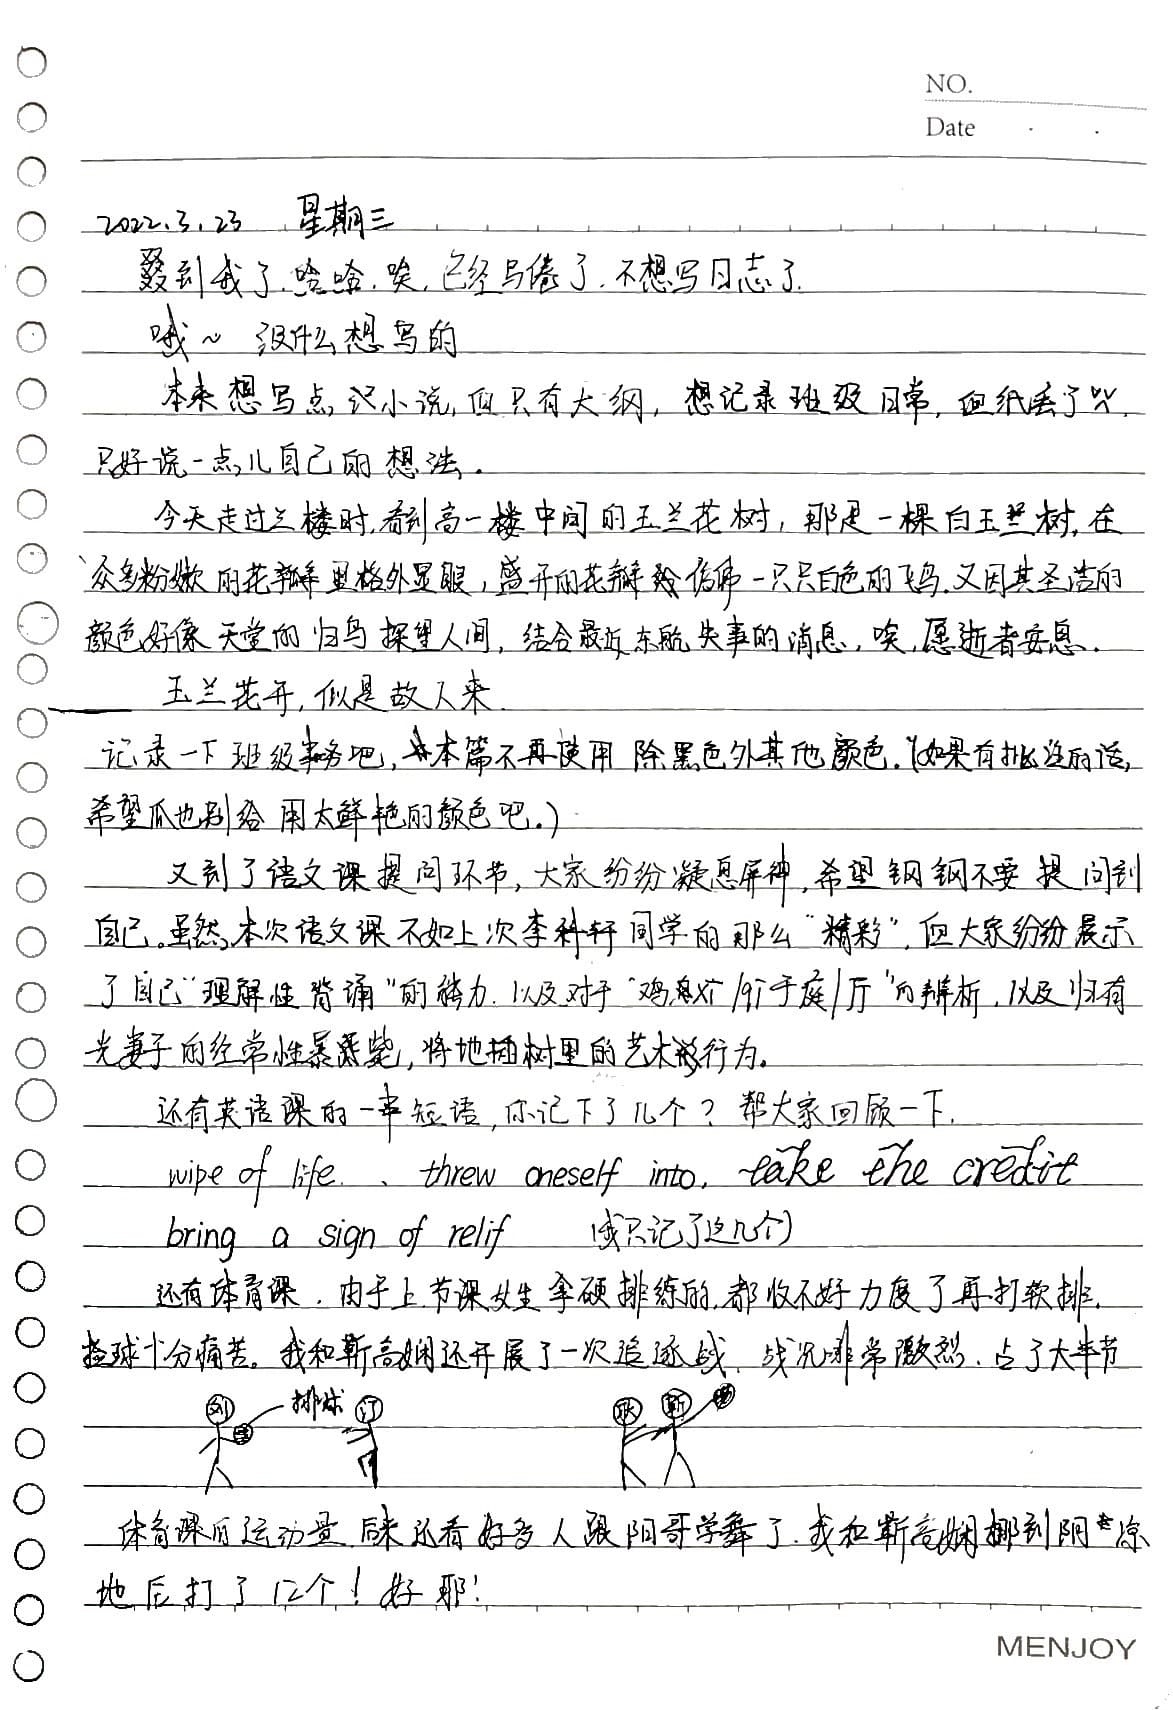 NO.
Date
2022.3.23 星期三
到我了.哈哈.唉,已经写倦了.不想写日志了.
哦~ 没什么想写的
本来想写点沉小说,但只有大纲,想记录班级日常,但纸丢了
只好说一点儿自己的想法.
今天走过三楼时,看到高一楼中间的玉兰花树,那是一棵白玉兰树,在
众多粉嫩的花瓣里格外显眼,盛开的花瓣仿佛一只只白色的飞鸟.又因其圣洁的
颜色好像天堂的归鸟探望人间,结合最近东航失事的消息,唉,愿逝者安息.
玉兰花开,似是故人来.
记录一下班级事务吧,本篇不再使用除黑色外其他颜色.(如果有批注的话,
希望爪也别给用太鲜艳的颜色吧.)
又到了语文课提问环节,大家纷纷凝息屏神,希望钢钢不要提问到
自己.虽然,本次语文课不如上次李科轩同学的那么"精彩",但大家纷纷展示
了自己"理解性背诵"的能力.以及对于"鸡栖于庭/厅"的辨析,以及归有
光妻子的经常性暴毙,将地插树里的艺术行为。
还有英语课的一串短语,你记下了几个?帮大家回顾一下.
wipe of life. 、 threw oneself into, take the credit
bring a sign of relif (我只记了这几个)
还有体育课.由于上节课女生拿硬排练的,都收不好力度了再打软排.
垫球十分痛苦。我和靳高娴还开展了一次追逐战.战况非常激烈.占了大半节
刘 排球 订 耿 靳
体育课的运动量.后来还看好多人跟阳哥学舞了.我和靳高娴挪到阴凉
地后打了12个!好耶!
MENJOY